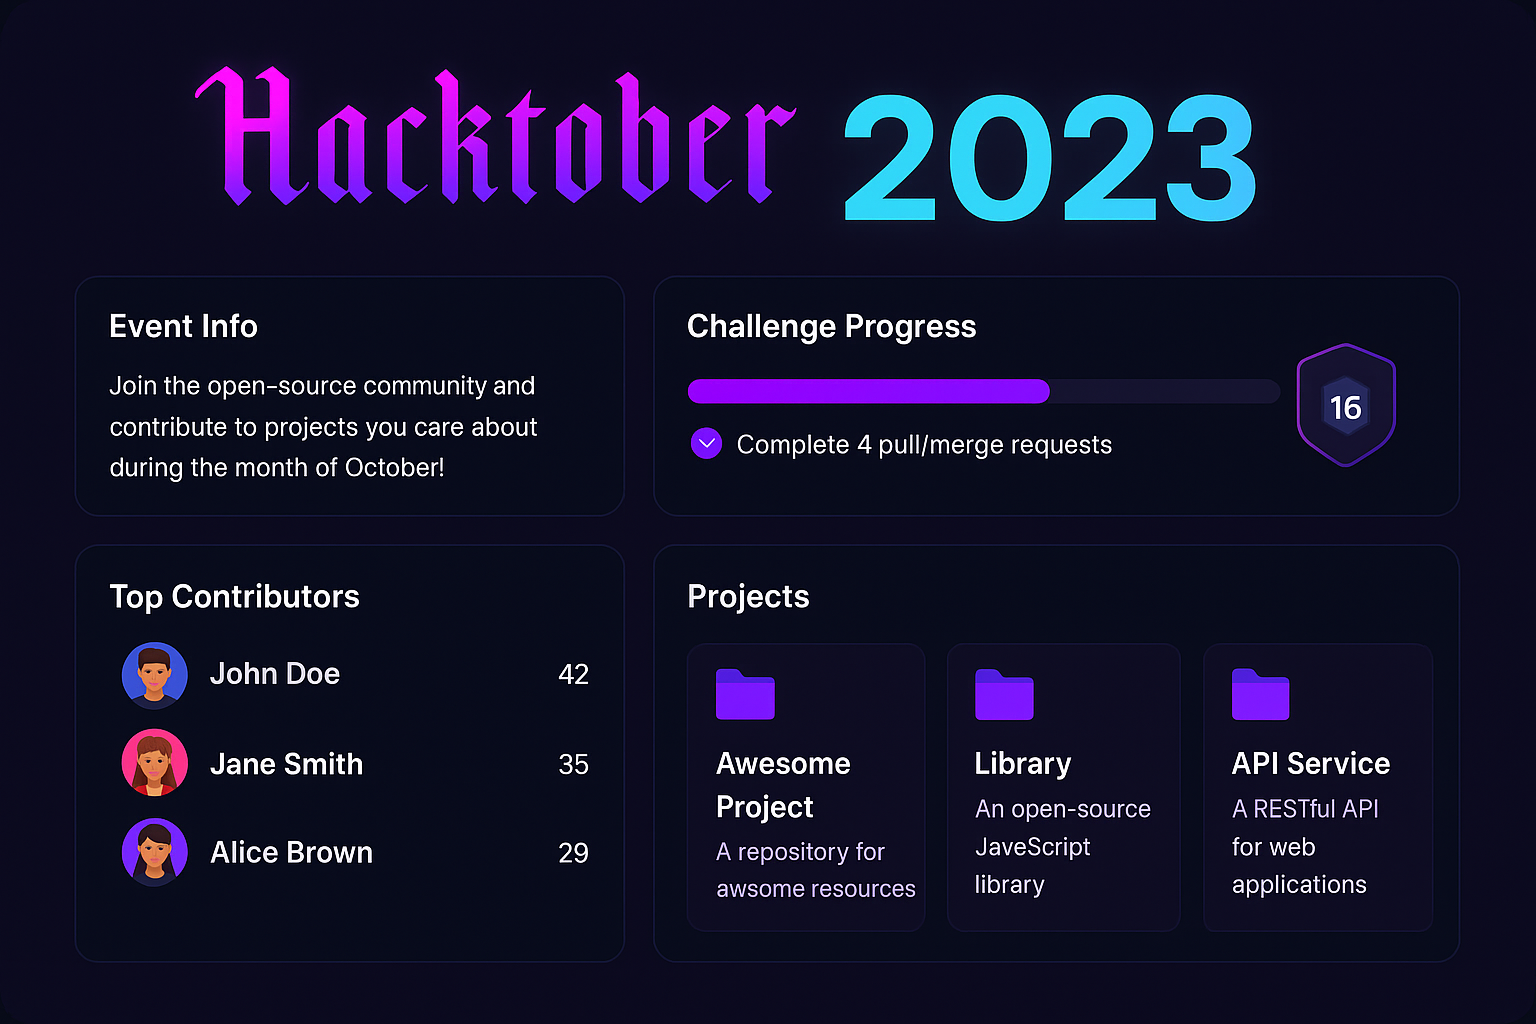 Hacktober 2023
Event Info
Join the open-source community and
contribute to projects you care about
during the month of October!
Challenge Progress
16
Complete 4 pull/merge requests
Top Contributors
John Doe 42
Jane Smith 35
Alice Brown 29
Projects
Awesome
Project
A repository for
awsome resources
Library
An open-source
JaveScript
library
API Service
A RESTful API
for web
applications